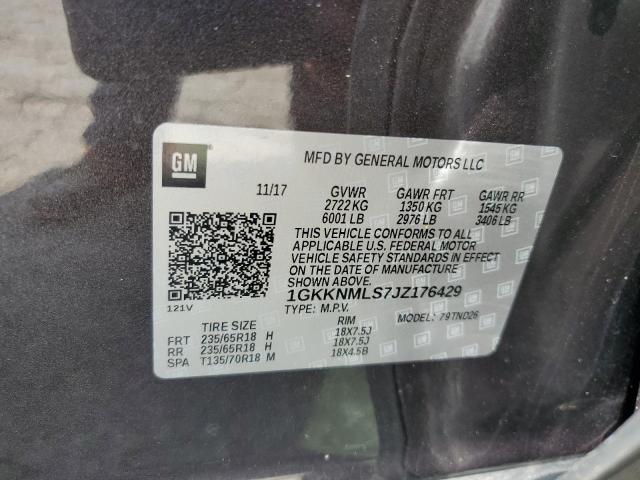 GM
MFD BY GENERAL MOTORS LLC
11/17 GVWR GAWR FRT GAWR RR
2722 KG 1350 KG 1545 KG
6001 LB 2976 LB 3406 LB
THIS VEHICLE CONFORMS TO ALL
APPLICABLE U.S. FEDERAL MOTOR
VEHICLE SAFETY STANDARDS IN EFFECT
ON THE DATE OF MANUFACTURE SHOWN ABOVE.
1GKKNMLS7JZ176429
121V
TYPE: M.P.V. MODEL: 79TND26
TIRE SIZE RIM
FRT 235/65R18 H 18X7.5J
RR 235/65R18 H 18X7.5J
SPA T135/70R18 M 18X4.5B